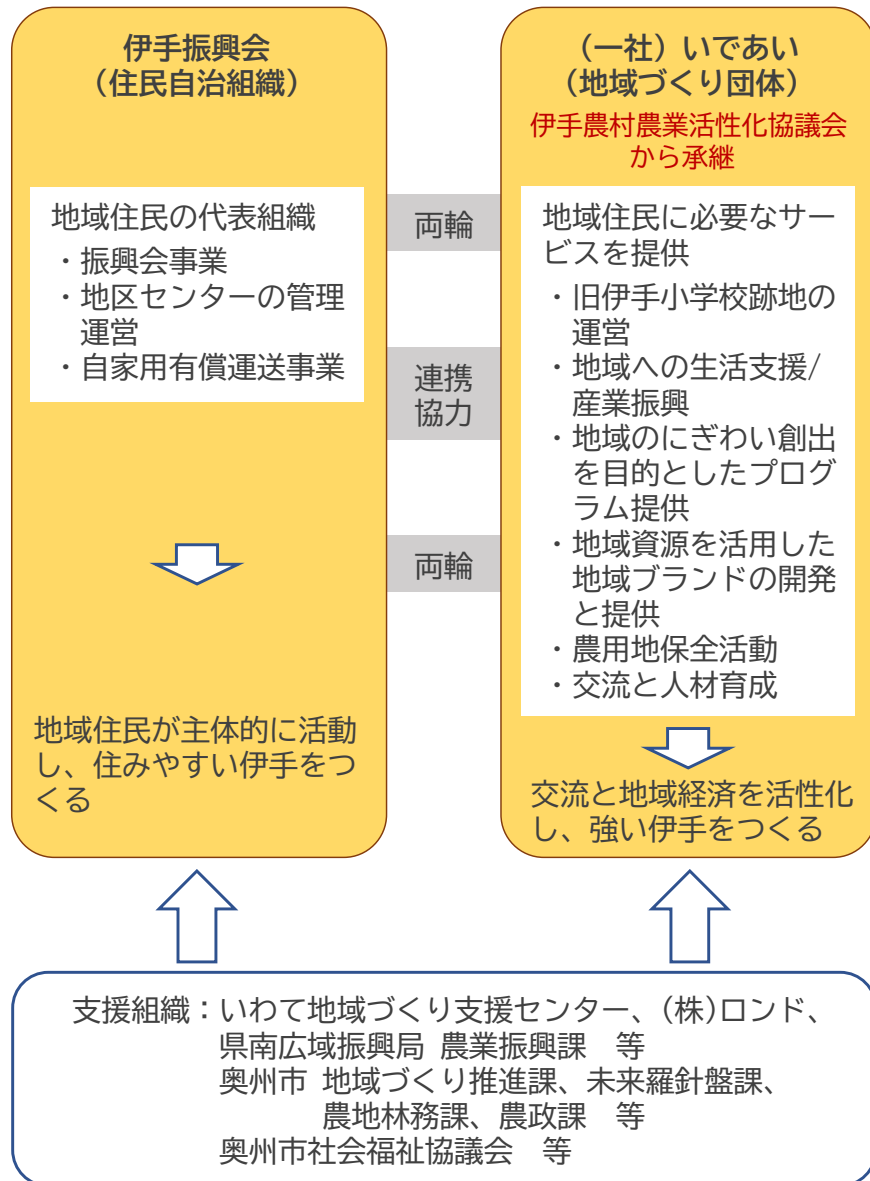 伊手振興会
（住民自治組織）
地域住民の代表組織
・振興会事業
・地区センターの管理
運営
・自家用有償運送事業
地域住民が主体的に活動
し、住みやすい伊手をつ
くる
両輪
連携
協力
両輪
（一社）いであい
（地域づくり団体）
伊手農村農業活性化協議会
から承継
地域住民に必要なサー
ビスを提供
・旧伊手小学校跡地の
運営
・地域への生活支援/
産業振興
・地域のにぎわい創出
を目的としたプログ
ラム提供
・地域資源を活用した
地域ブランドの開発
と提供
・農用地保全活動
・交流と人材育成
交流と地域経済を活性化
し、強い伊手をつくる
支援組織：いわて地域づくり支援センター、(株)ロンド、
県南広域振興局 農業振興課　等
奥州市 地域づくり推進課、未来羅針盤課、
農地林務課、農政課　等
奥州市社会福祉協議会　等